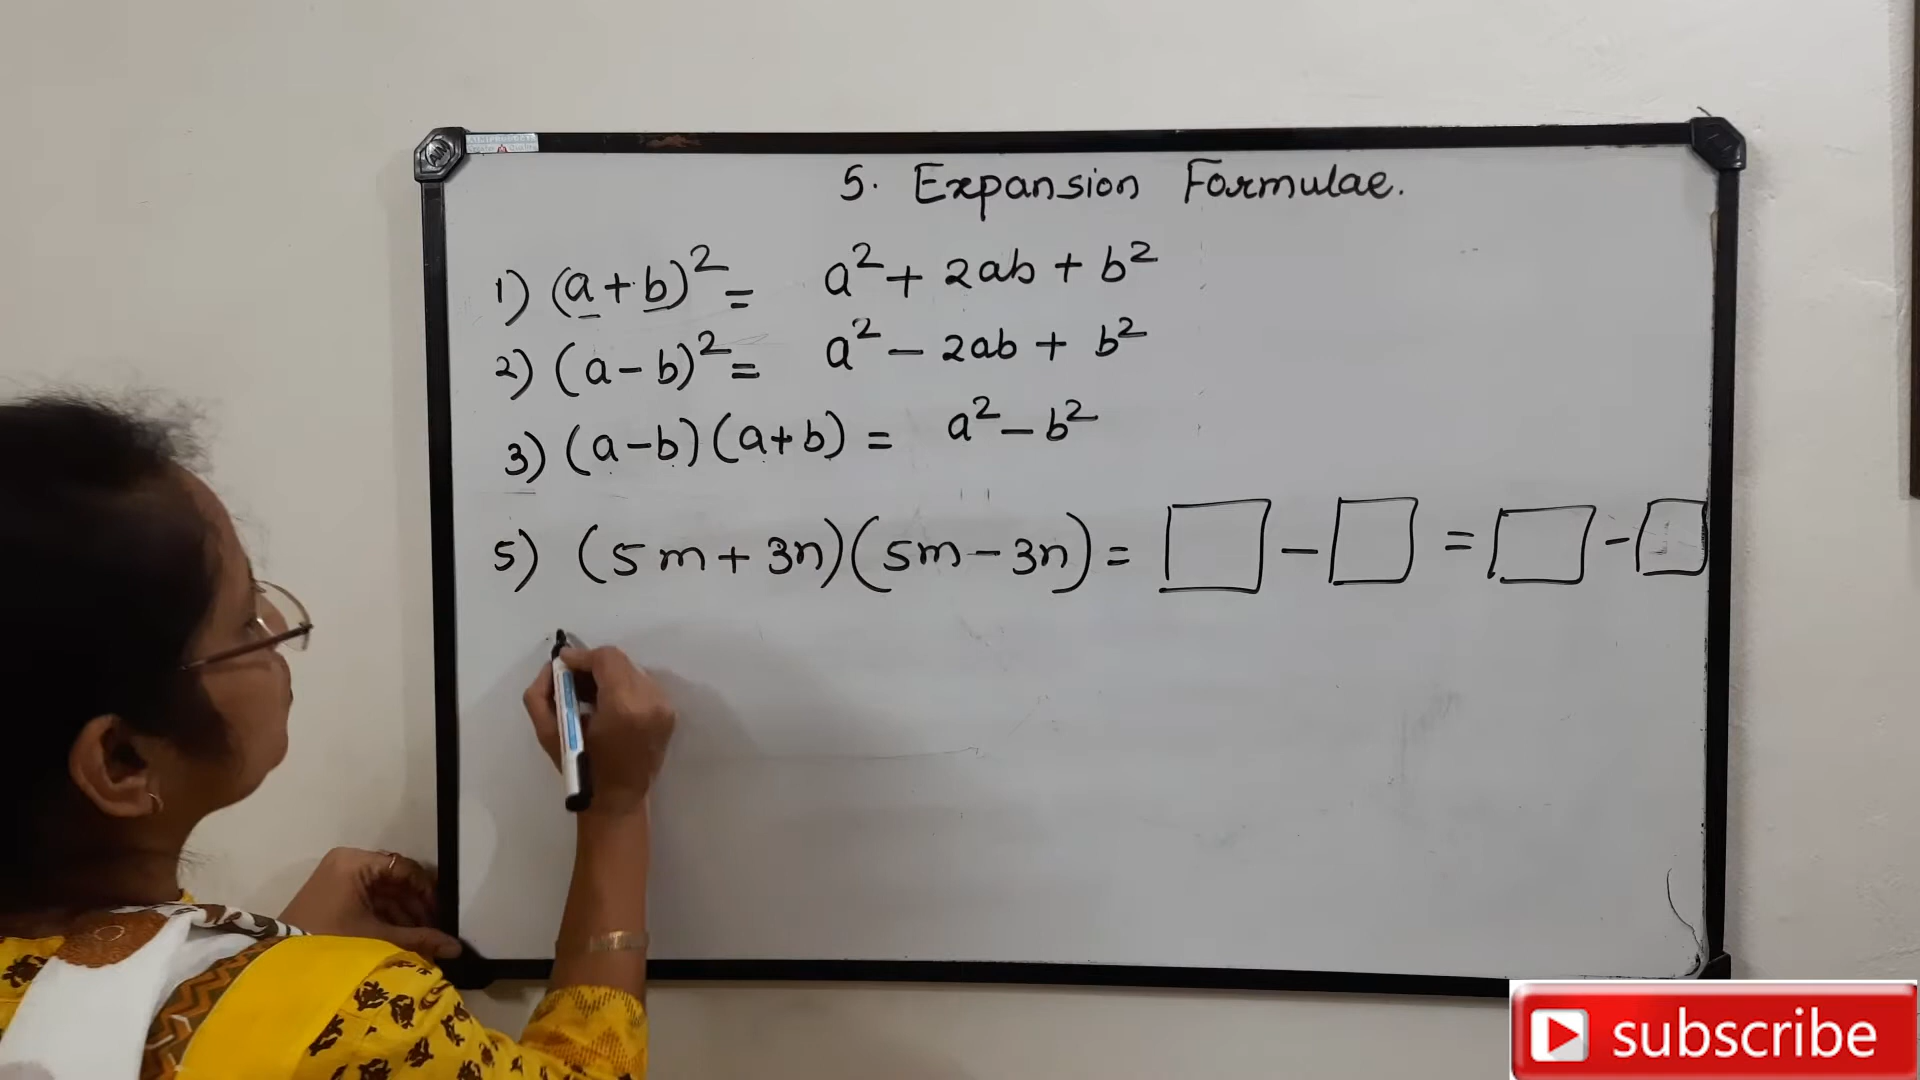 5. Expansion Formulae.
1) (a+b)² = a² + 2ab + b²
2) (a-b)² = a² - 2ab + b²
3) (a-b)(a+b) = a² - b²
5) (5m+3n)(5m-3n) = □ - □ = □ - □
subscribe